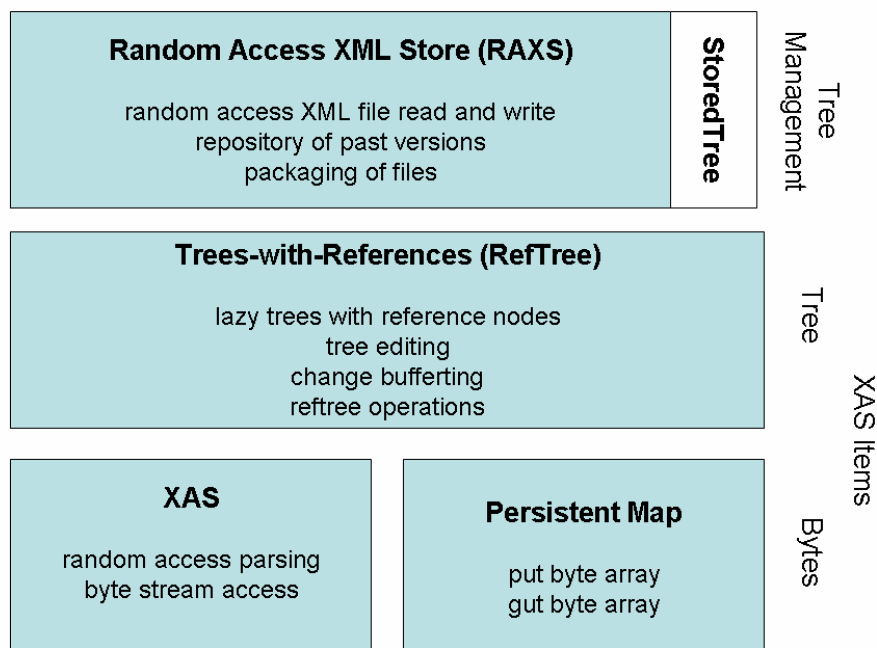 Random Access XML Store (RAXS)
random access XML file read and write
repository of past versions
packaging of files
StoredTree
Tree
Management
Trees-with-References (RefTree)
lazy trees with reference nodes
tree editing
change bufferting
reftree operations
Tree
XAS Items
XAS
random access parsing
byte stream access
Persistent Map
put byte array
gut byte array
Bytes